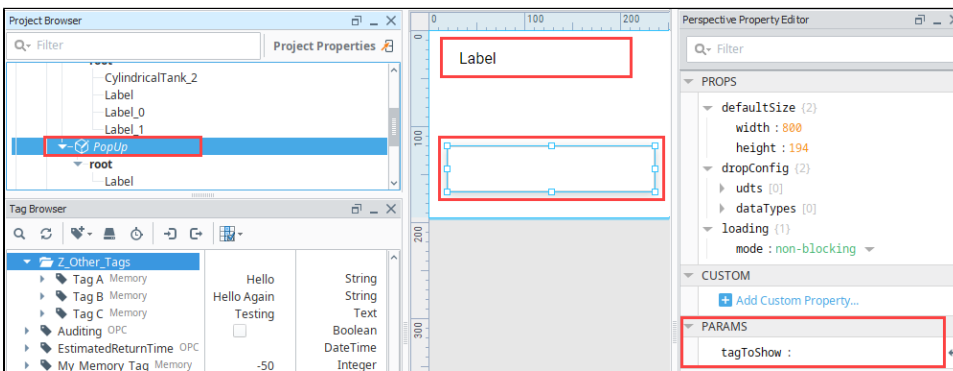 Project Browser
Filter
Project Properties
CylindricalTank_2
Label
Label_0
Label_1
PopUp
root
Label
Tag Browser
Z_Other_Tags
Tag A Memory Hello String
Tag B Memory Hello Again String
Tag C Memory Testing Text
Auditing OPC Boolean
EstimatedReturnTime OPC DateTime
My Memory Tag Memory -50 Integer
0 100 200
0
100
200
300
Label
Perspective Property Editor
Filter
PROPS
defaultSize {2}
width : 800
height : 194
dropConfig {2}
udts [0]
dataTypes [0]
loading {1}
mode : non-blocking
CUSTOM
Add Custom Property...
PARAMS
tagToShow :